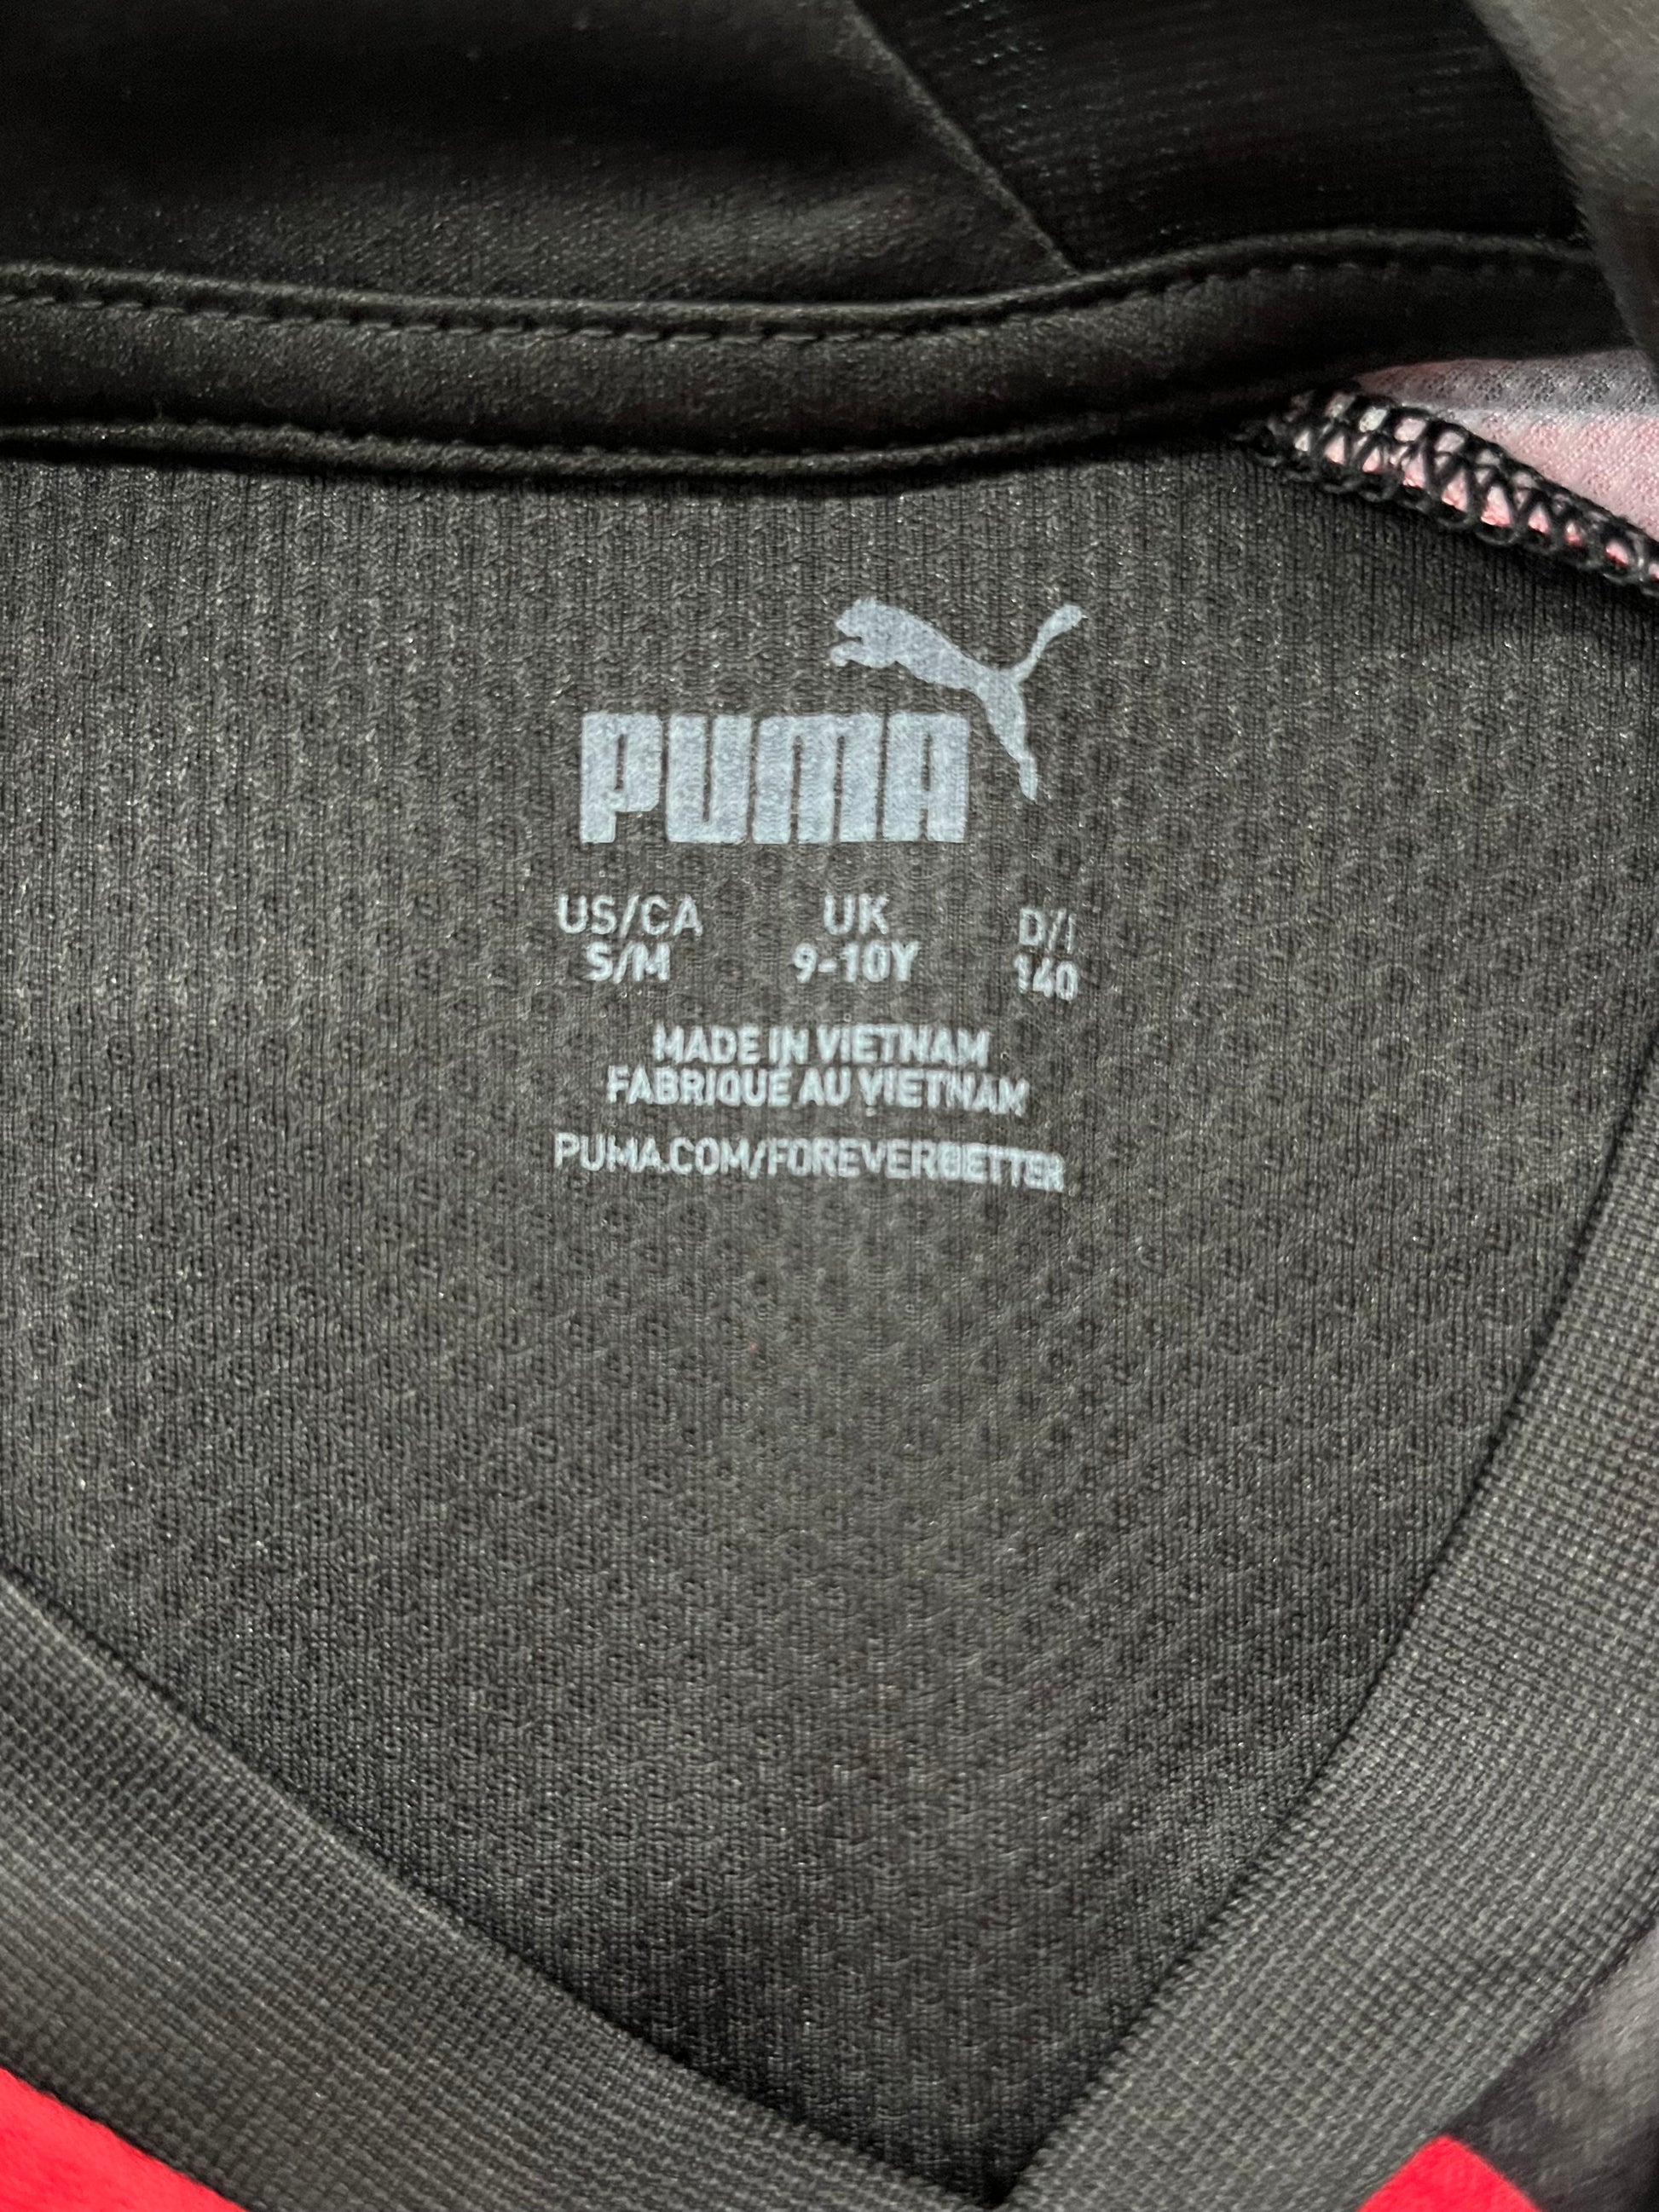 PUMA
US/CA UK D/I
S/M 9-10Y 140
MADE IN VIETNAM
FABRIQUE AU VIETNAM
PUMA.COM/FOREVERBETTER